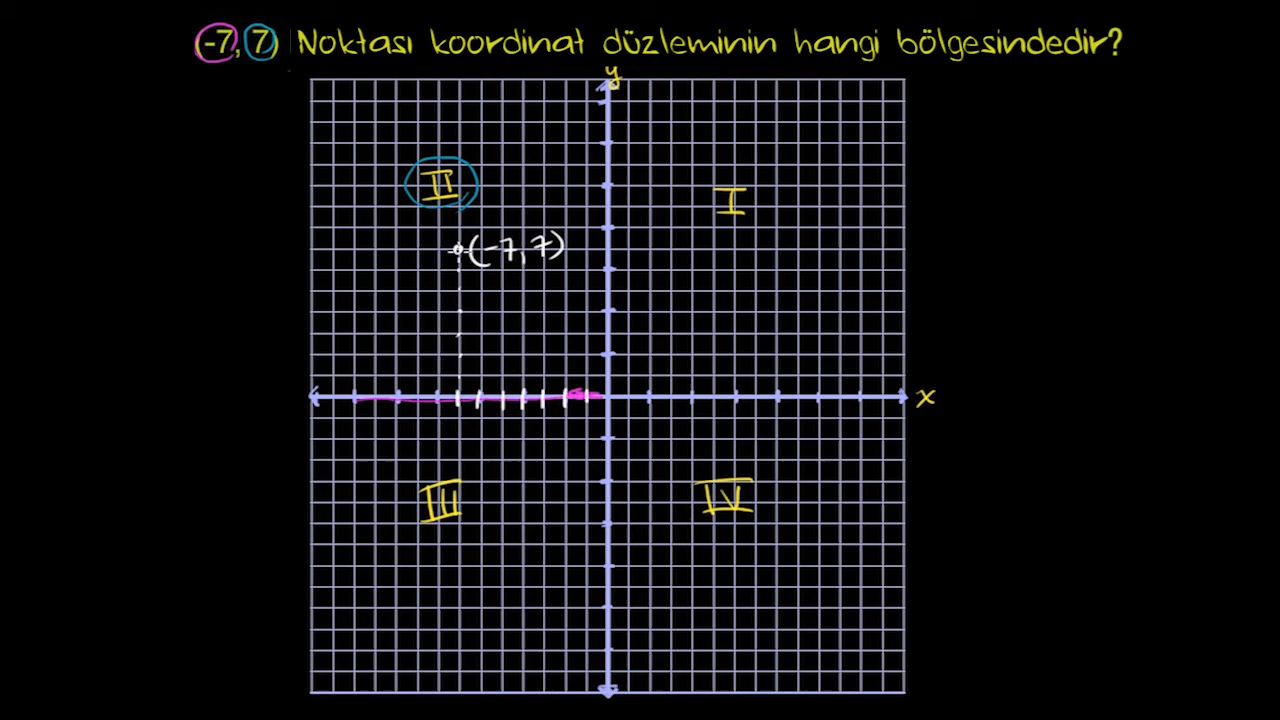 (-7, 7) Noktası koordinat düzleminin hangi bölgesindedir?
y
II
I
(-7, 7)
x
III
IV